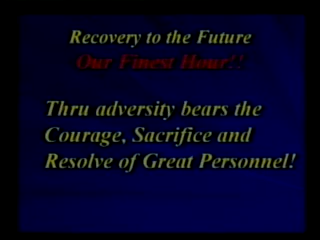 Recovery to the Future
Our Finest Hour!!
Thru adversity bears the
Courage, Sacrifice and
Resolve of Great Personnel!